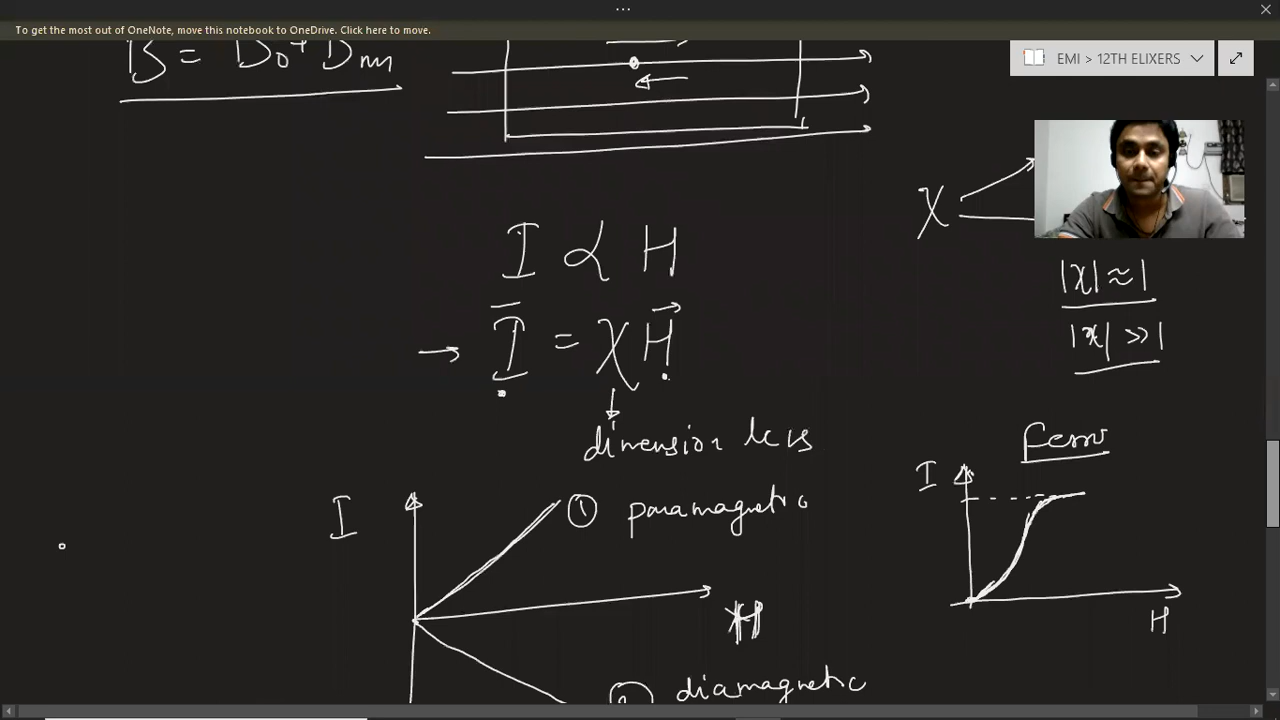 To get the most out of OneNote, move this notebook to OneDrive. Click here to move.
EMI > 12TH ELIXERS
B = B₀ + Bₘ
I ∝ H
χ
|χ| ≈ 1
I⃗ = χ H⃗
|χ| >> 1
dimension less
Ferro
I
H
I
① paramagnetic
H
② diamagnetic